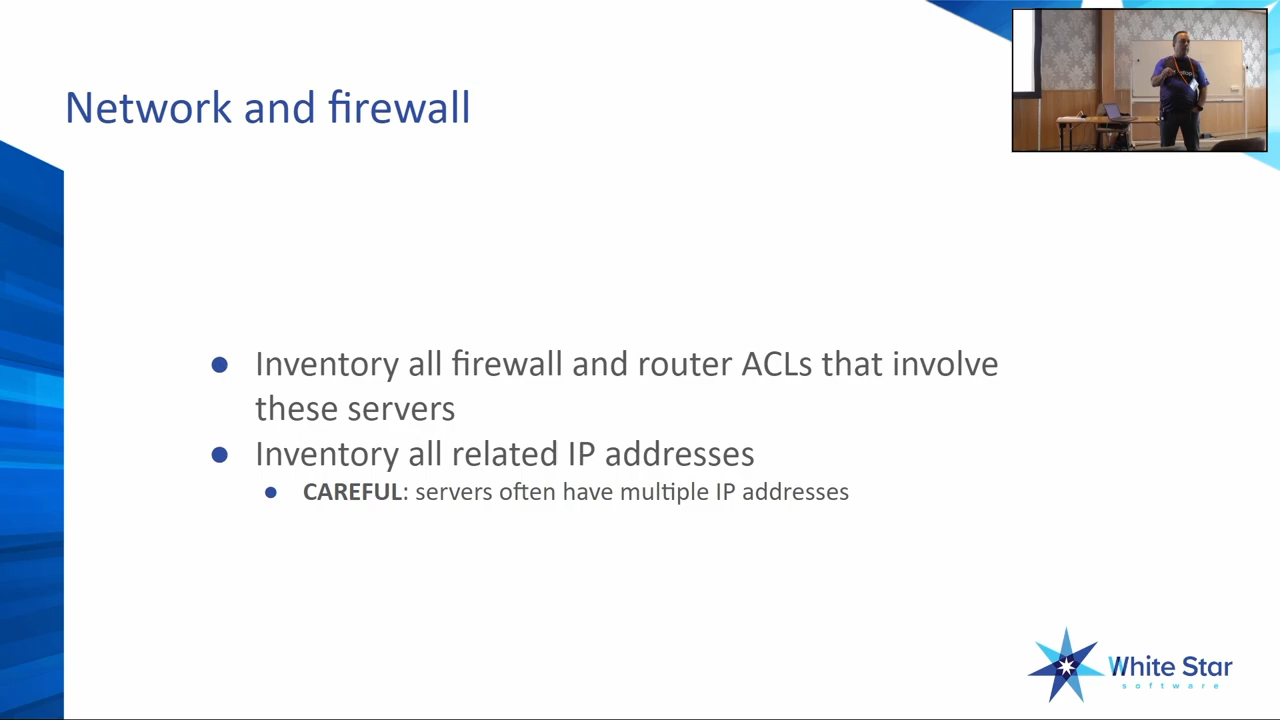 Network and firewall
Inventory all firewall and router ACLs that involve
these servers
Inventory all related IP addresses
CAREFUL: servers often have multiple IP addresses
White Star
software